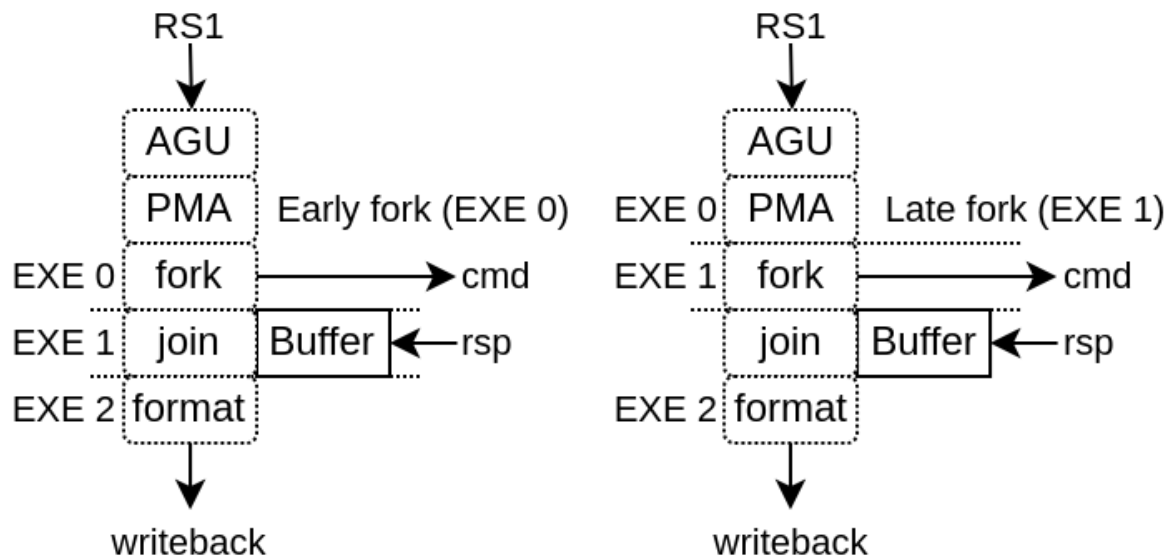 RS1
AGU
PMA
Early fork (EXE 0)
EXE 0
fork
cmd
EXE 1
join
Buffer
rsp
EXE 2
format
writeback
RS1
AGU
EXE 0
PMA
Late fork (EXE 1)
EXE 1
fork
cmd
join
Buffer
rsp
EXE 2
format
writeback